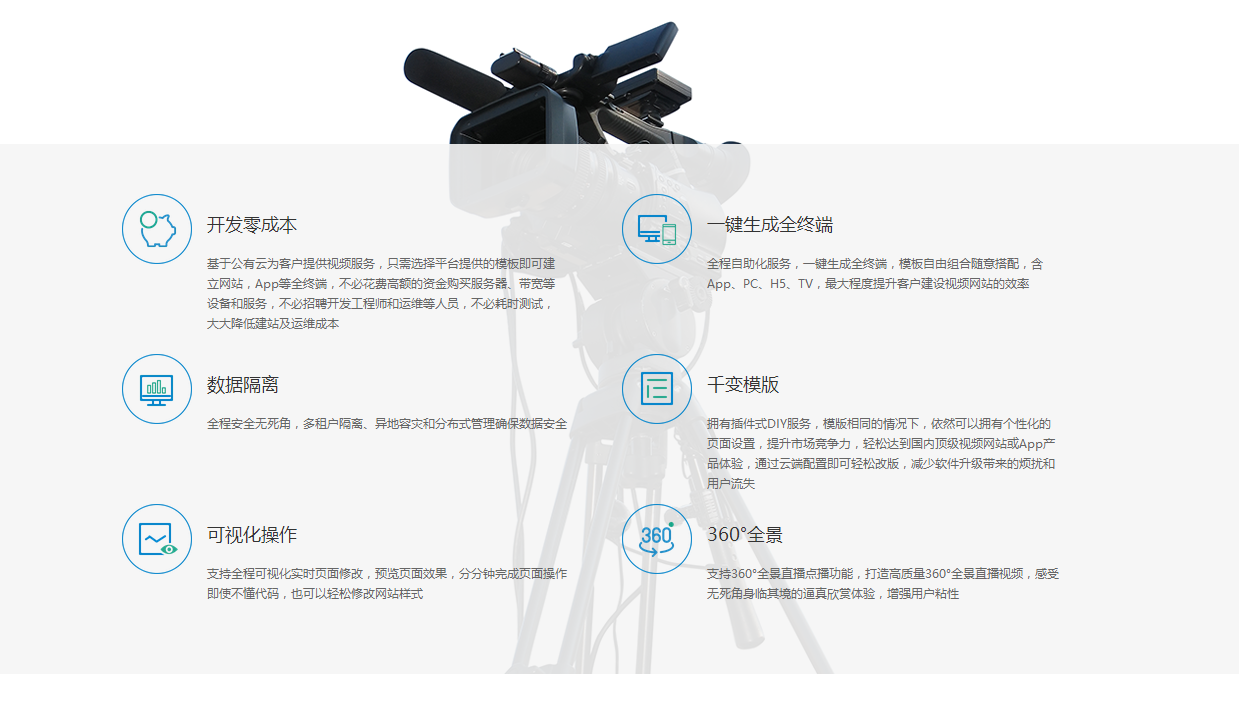 开发零成本
基于公有云为客户提供视频服务，只需选择平台提供的模板即可建
立网站，App等全终端，不必花费高额的资金购买服务器、带宽等
设备和服务，不必招聘开发工程师和运维等人员，不必耗时测试，
大大降低建站及运维成本
一键生成全终端
全程自助化服务，一键生成全终端，模板自由组合随意搭配，含
App、PC、H5、TV，最大程度提升客户建设视频网站的效率
数据隔离
全程安全无死角，多租户隔离、异地容灾和分布式管理确保数据安全
千变模版
拥有插件式DIY服务，模版相同的情况下，依然可以拥有个性化的
页面设置，提升市场竞争力，轻松达到国内顶级视频网站或App产
品体验，通过云端配置即可轻松改版，减少软件升级带来的烦扰和
用户流失
可视化操作
支持全程可视化实时页面修改，预览页面效果，分分钟完成页面操作
即使不懂代码，也可以轻松修改网站样式
360
360°全景
支持360°全景直播点播功能，打造高质量360°全景直播视频，感受
无死角身临其境的逼真欣赏体验，增强用户粘性